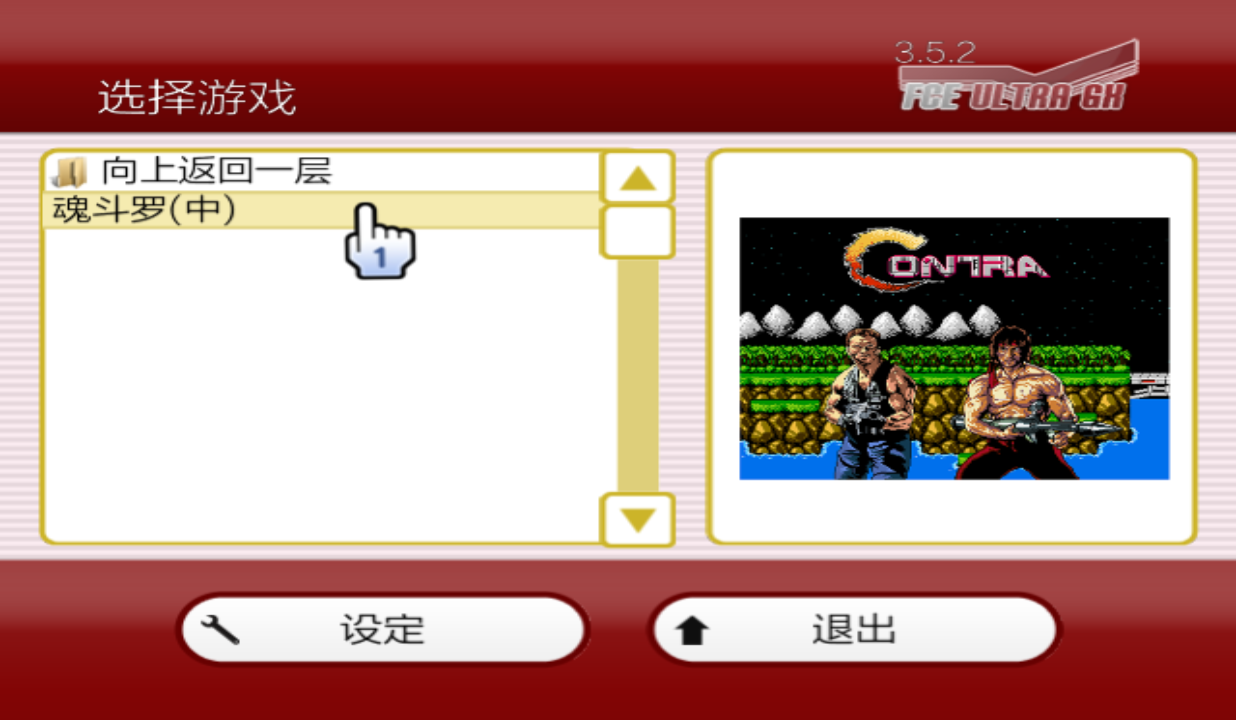 3.5.2
FCE ULTRA GX
选择游戏
向上返回一层
魂斗罗(中)
1
CONTRA
设定
退出